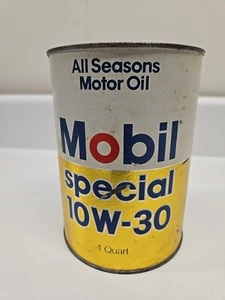 All Seasons
Motor Oil
Mobil
special
10W-30
1 Quart